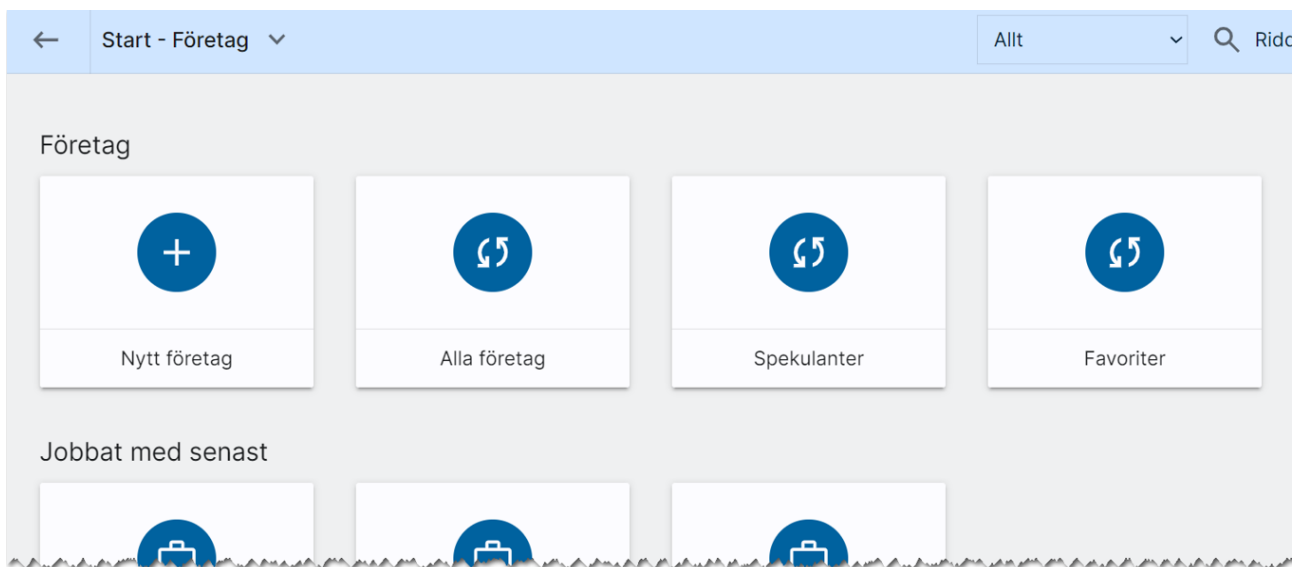 Start - Företag
Allt
Företag
Nytt företag
Alla företag
Spekulanter
Favoriter
Jobbat med senast